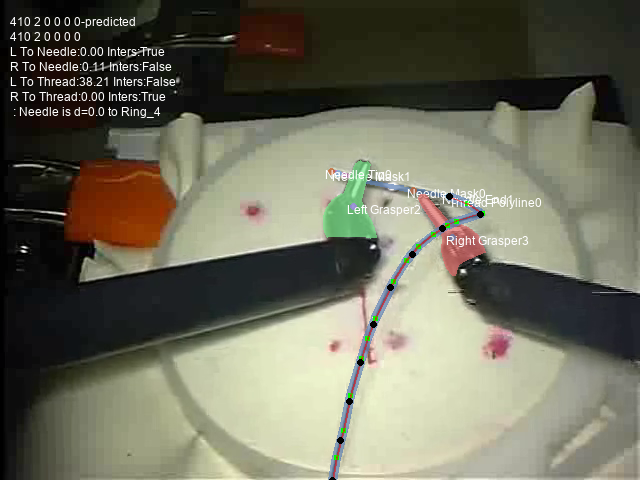 410 2 0 0 0 0-predicted
410 2 0 0 0 0
L To Needle:0.00 Inters:True
R To Needle:0.11 Inters:False
L To Thread:38.21 Inters:False
R To Thread:0.00 Inters:True
: Needle is d=0.0 to Ring_4
Needle Mask1
Needle Mask0
Thread Polyline0
Left Grasper2
Right Grasper3